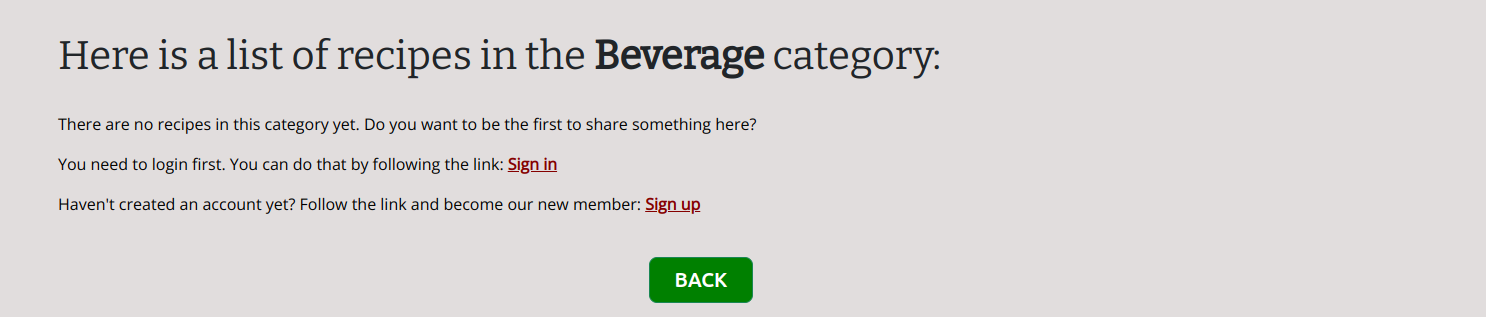 Here is a list of recipes in the Beverage category:
There are no recipes in this category yet. Do you want to be the first to share something here?
You need to login first. You can do that by following the link: Sign in
Haven't created an account yet? Follow the link and become our new member: Sign up
BACK